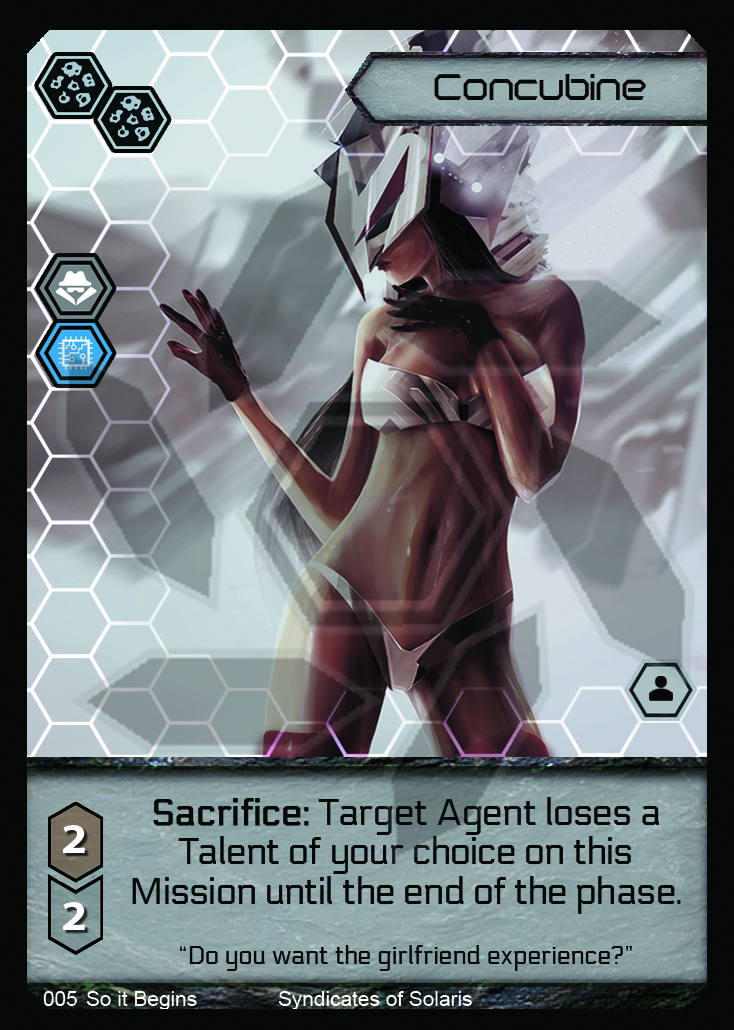 Concubine
Sacrifice: Target Agent loses a
Talent of your choice on this
Mission until the end of the phase.
2
2
“Do you want the girlfriend experience?”
005 So it Begins Syndicates of Solaris